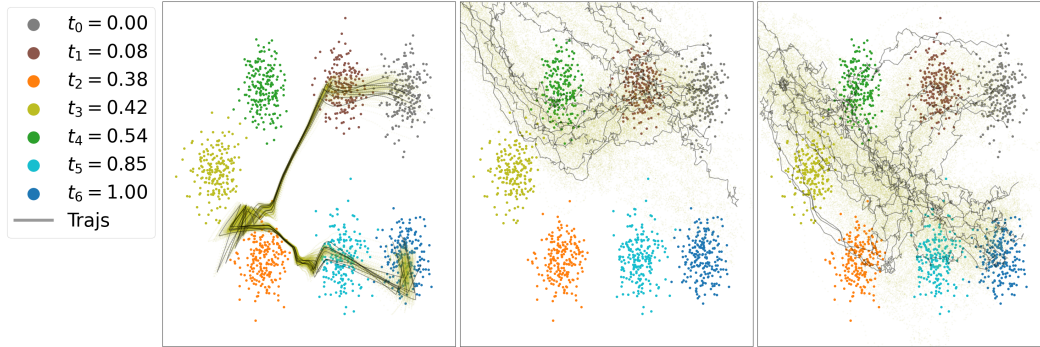 t₀ = 0.00
t₁ = 0.08
t₂ = 0.38
t₃ = 0.42
t₄ = 0.54
t₅ = 0.85
t₆ = 1.00
Trajs